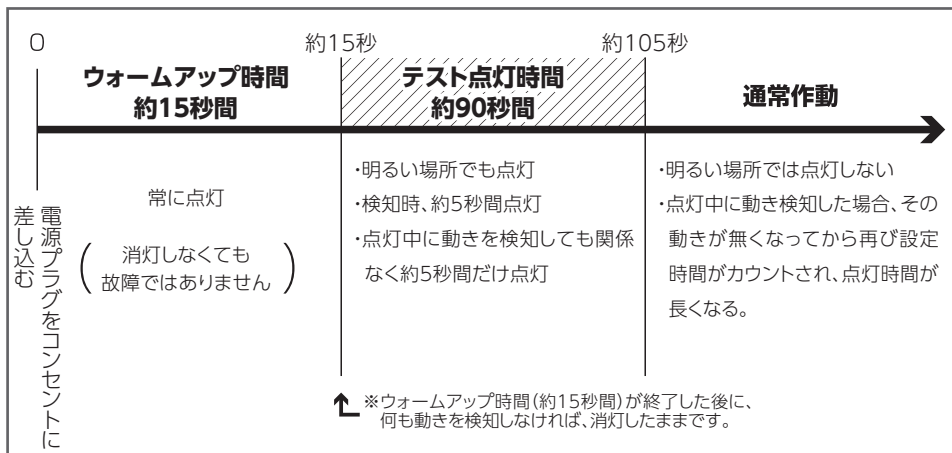 0
約15秒
約105秒
ウォームアップ時間
約15秒間
テスト点灯時間
約90秒間
通常作動
電源プラグをコンセントに
差し込む
常に点灯
(消灯しなくても
故障ではありません)
・明るい場所でも点灯
・検知時、約5秒間点灯
・点灯中に動きを検知しても関係
なく約5秒間だけ点灯
・明るい場所では点灯しない
・点灯中に動き検知した場合、その
動きが無くなってから再び設定
時間がカウントされ、点灯時間が
長くなる。
※ウォームアップ時間(約15秒間)が終了した後に、
何も動きを検知しなければ、消灯したままです。